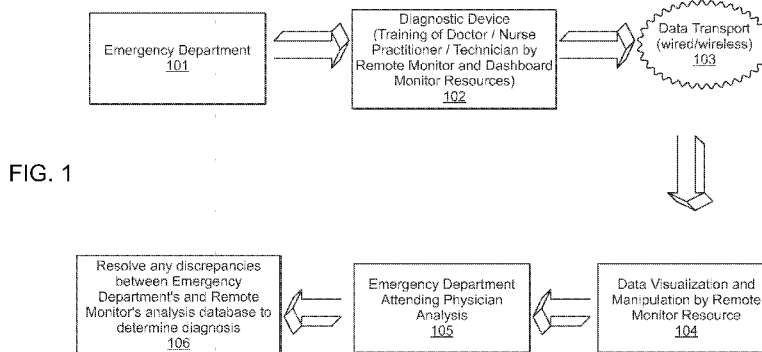 Emergency Department
101
Diagnostic Device
(Training of Doctor / Nurse
Practitioner / Technician by
Remote Monitor and Dashboard
Monitor Resources)
102
Data Transport
(wired/wireless)
103
FIG. 1
Resolve any discrepancies
between Emergency
Department's and Remote
Monitor's analysis database to
determine diagnosis
106
Emergency Department
Attending Physician
Analysis
105
Data Visualization and
Manipulation by Remote
Monitor Resource
104